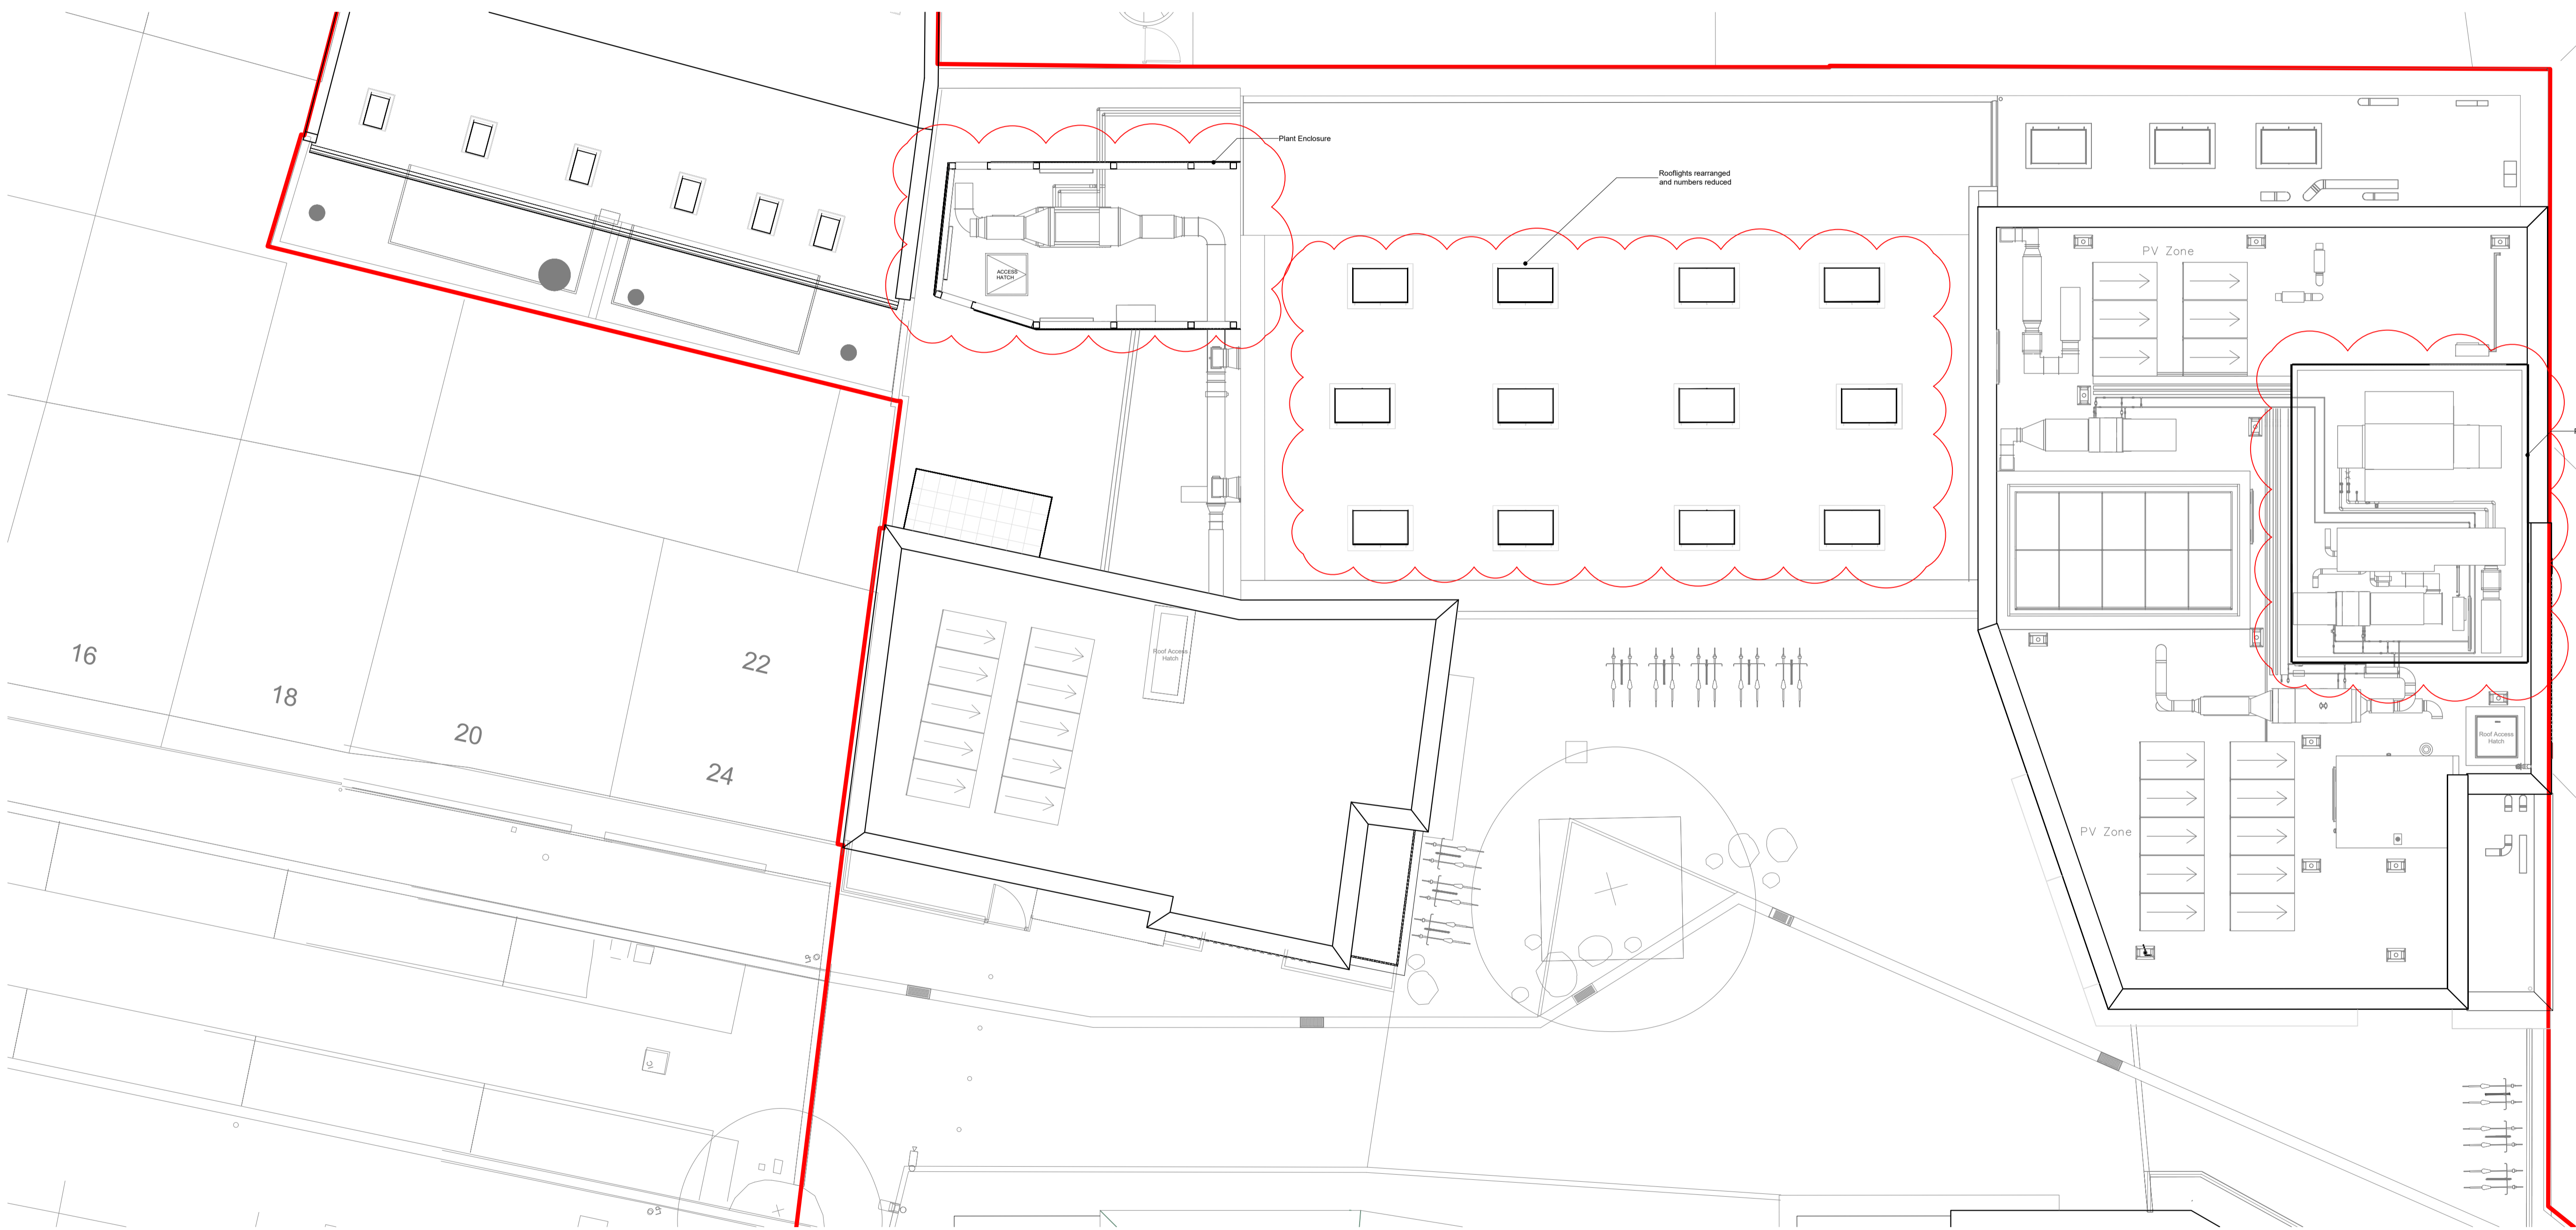 Plant Enclosure
Rooflights rearranged
and numbers reduced
PV Zone
ACCESS
HATCH
16
18
20
22
24
Roof Access
Hatch
Roof Access
Hatch
PV Zone